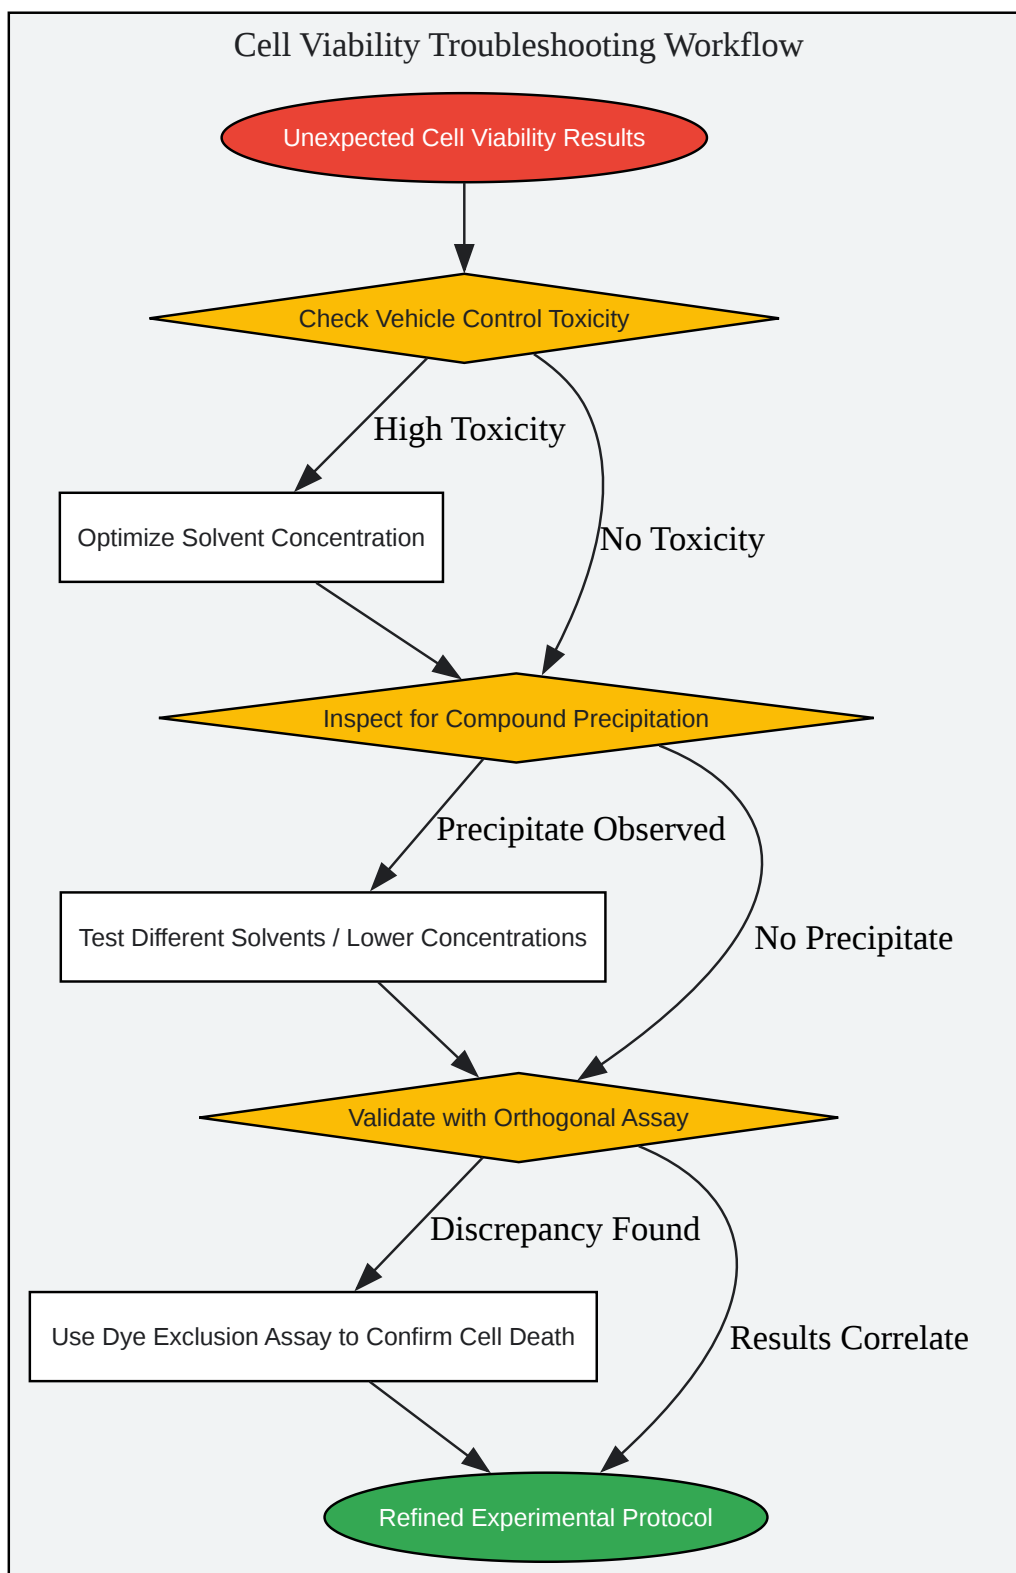 Cell Viability Troubleshooting Workflow
Unexpected Cell Viability Results
Check Vehicle Control Toxicity
High Toxicity
Optimize Solvent Concentration
No Toxicity
Inspect for Compound Precipitation
Precipitate Observed
Test Different Solvents / Lower Concentrations
No Precipitate
Validate with Orthogonal Assay
Discrepancy Found
Use Dye Exclusion Assay to Confirm Cell Death
Results Correlate
Refined Experimental Protocol